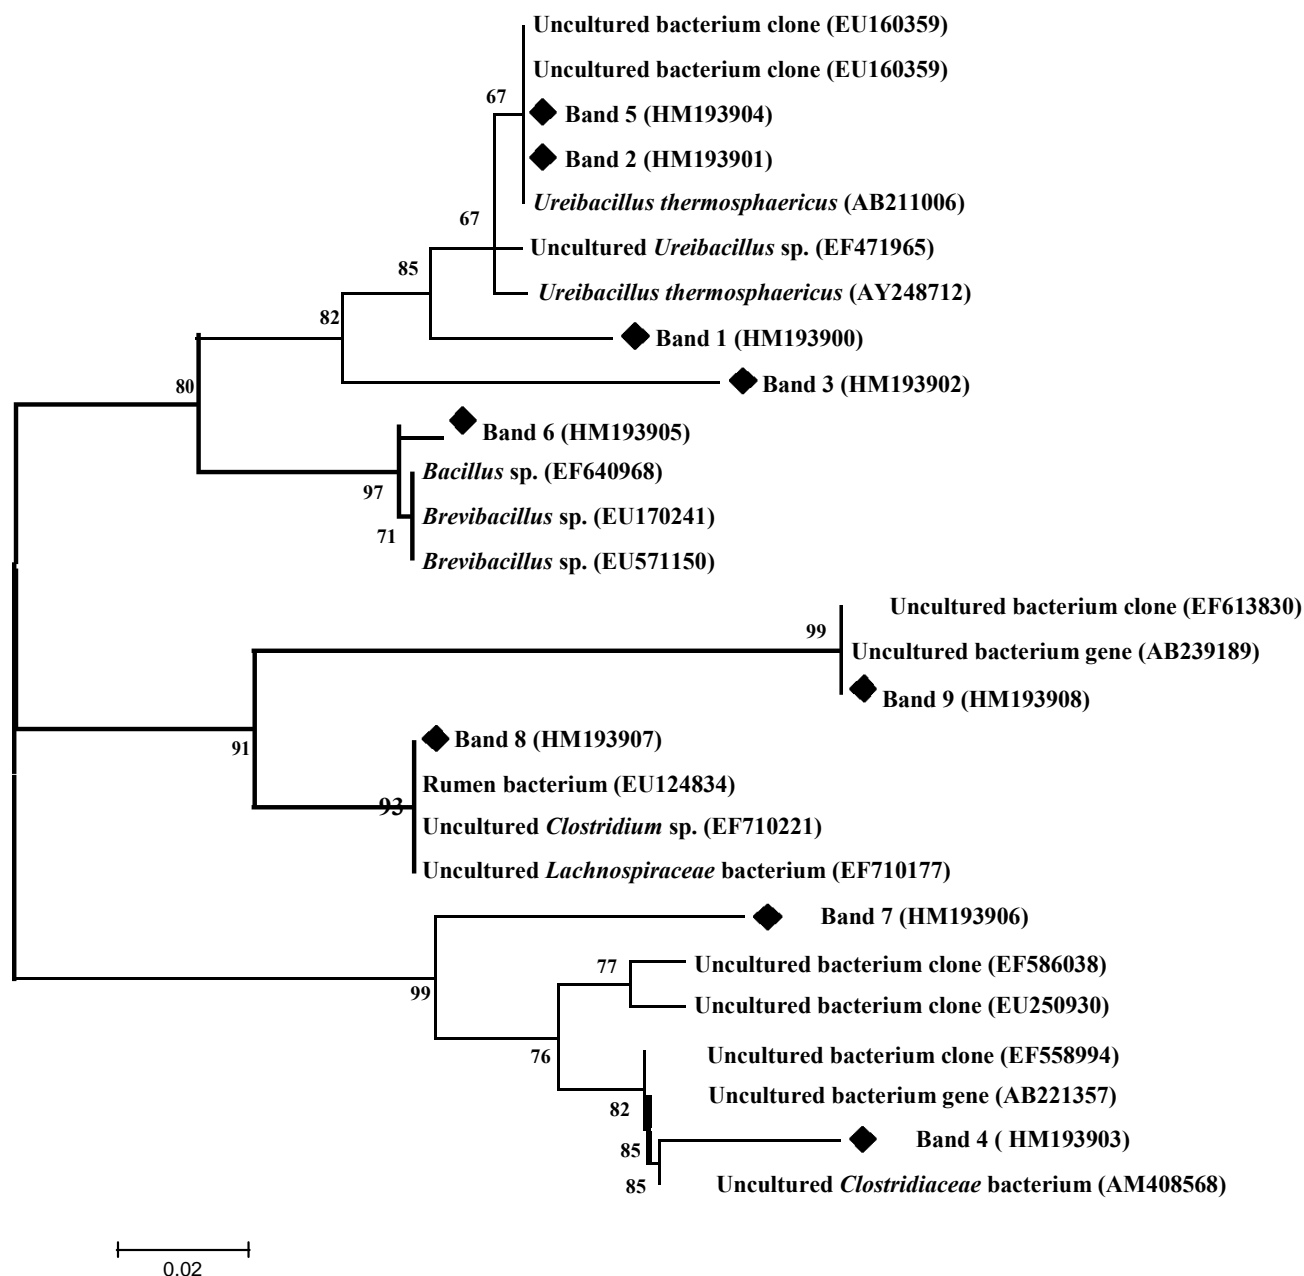 Uncultured bacterium clone (EU160359)
Uncultured bacterium clone (EU160359)
67
Band 5 (HM193904)
Band 2 (HM193901)
Ureibacillus thermosphaericus (AB211006)
67
Uncultured Ureibacillus sp. (EF471965)
85
Ureibacillus thermosphaericus (AY248712)
82
Band 1 (HM193900)
80
Band 3 (HM193902)
Band 6 (HM193905)
Bacillus sp. (EF640968)
97
Brevibacillus sp. (EU170241)
71
Brevibacillus sp. (EU571150)
Uncultured bacterium clone (EF613830)
99
Uncultured bacterium gene (AB239189)
Band 9 (HM193908)
Band 8 (HM193907)
91
Rumen bacterium (EU124834)
93
Uncultured Clostridium sp. (EF710221)
Uncultured Lachnospiraceae bacterium (EF710177)
Band 7 (HM193906)
77
Uncultured bacterium clone (EF586038)
99
Uncultured bacterium clone (EU250930)
76
Uncultured bacterium clone (EF558994)
Uncultured bacterium gene (AB221357)
82
Band 4 ( HM193903)
85
85
Uncultured Clostridiaceae bacterium (AM408568)
0.02